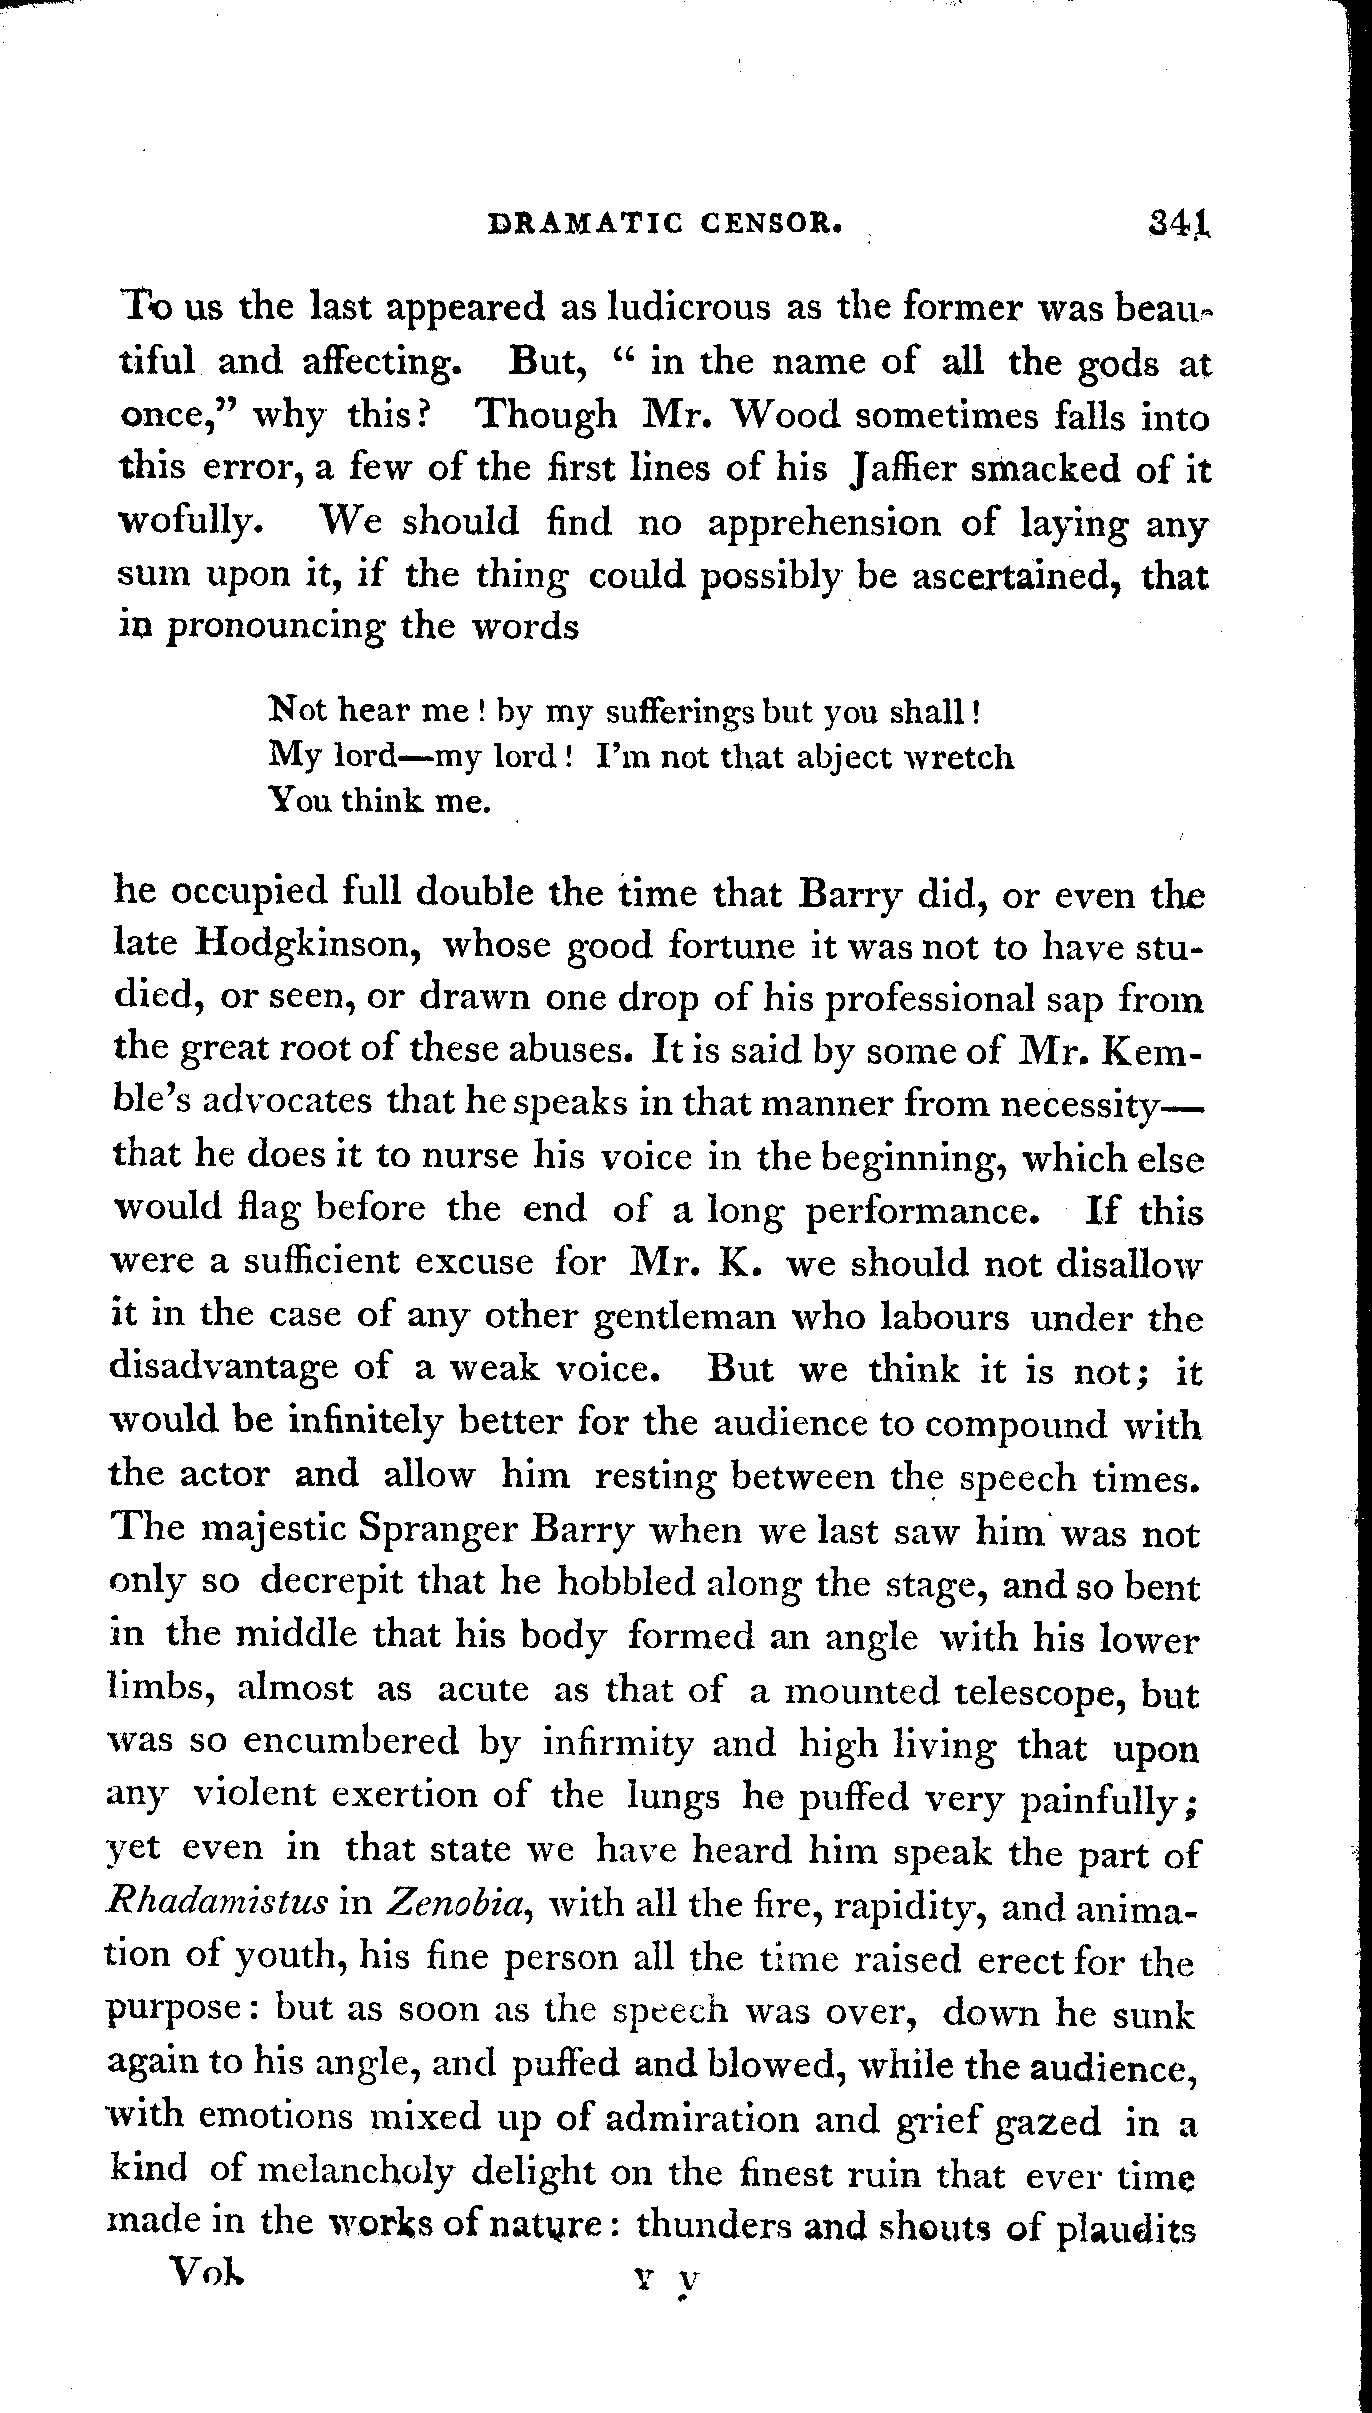 DRAMATIC CENSOR. 341
To us the last appeared as ludicrous as the former was beau-
tiful and affecting. But, “ in the name of all the gods at
once,” why this? Though Mr. Wood sometimes falls into
this error, a few of the first lines of his Jaffier smacked of it
wofully. We should find no apprehension of laying any
sum upon it, if the thing could possibly be ascertained, that
in pronouncing the words
Not hear me ! by my sufferings but you shall !
My lord—my lord ! I’m not that abject wretch
You think me.
he occupied full double the time that Barry did, or even the
late Hodgkinson, whose good fortune it was not to have stu-
died, or seen, or drawn one drop of his professional sap from
the great root of these abuses. It is said by some of Mr. Kem-
ble’s advocates that he speaks in that manner from necessity—
that he does it to nurse his voice in the beginning, which else
would flag before the end of a long performance. If this
were a sufficient excuse for Mr. K. we should not disallow
it in the case of any other gentleman who labours under the
disadvantage of a weak voice. But we think it is not; it
would be infinitely better for the audience to compound with
the actor and allow him resting between the speech times.
The majestic Spranger Barry when we last saw him was not
only so decrepit that he hobbled along the stage, and so bent
in the middle that his body formed an angle with his lower
limbs, almost as acute as that of a mounted telescope, but
was so encumbered by infirmity and high living that upon
any violent exertion of the lungs he puffed very painfully;
yet even in that state we have heard him speak the part of
Rhadamistus in Zenobia, with all the fire, rapidity, and anima-
tion of youth, his fine person all the time raised erect for the
purpose: but as soon as the speech was over, down he sunk
again to his angle, and puffed and blowed, while the audience,
with emotions mixed up of admiration and grief gazed in a
kind of melancholy delight on the finest ruin that ever time
made in the works of nature: thunders and shouts of plaudits
Vol. Y y